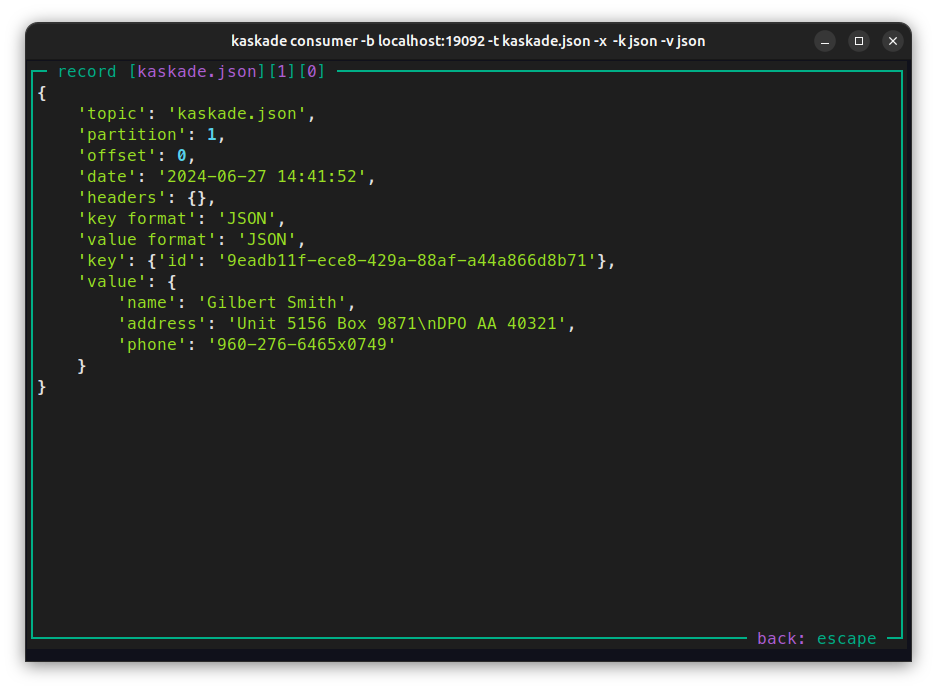 kaskade consumer -b localhost:19092 -t kaskade.json -x -k json -v json
record [kaskade.json][1][0]
{
    'topic': 'kaskade.json',
    'partition': 1,
    'offset': 0,
    'date': '2024-06-27 14:41:52',
    'headers': {},
    'key format': 'JSON',
    'value format': 'JSON',
    'key': {'id': '9eadb11f-ece8-429a-88af-a44a866d8b71'},
    'value': {
        'name': 'Gilbert Smith',
        'address': 'Unit 5156 Box 9871\nDPO AA 40321',
        'phone': '960-276-6465x0749'
    }
}
back: escape